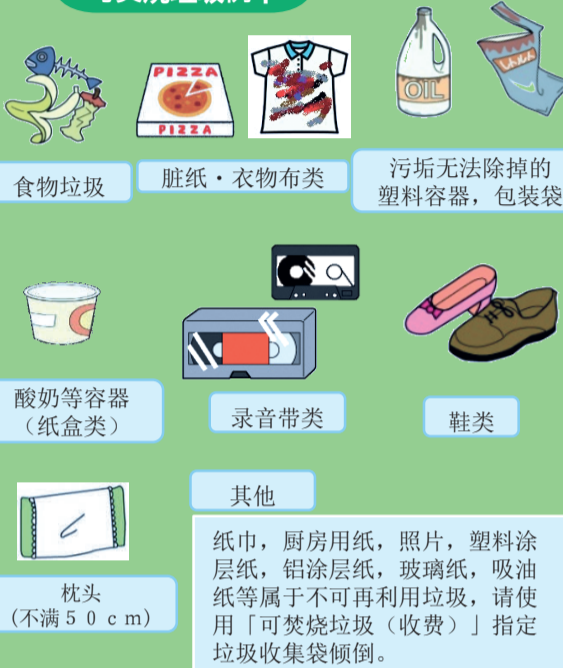 PIZZA
PIZZA
OIL
レトルト
食物垃圾
脏纸・衣物布类
污垢无法除掉的
塑料容器，包装袋
酸奶等容器
（纸盒类）
录音带类
鞋类
枕头
(不满５０ｃｍ)
其他
纸巾，厨房用纸，照片，塑料涂
层纸，铝涂层纸，玻璃纸，吸油
纸等属于不可再利用垃圾，请使
用「可焚烧垃圾（收费）」指定
垃圾收集袋倾倒。